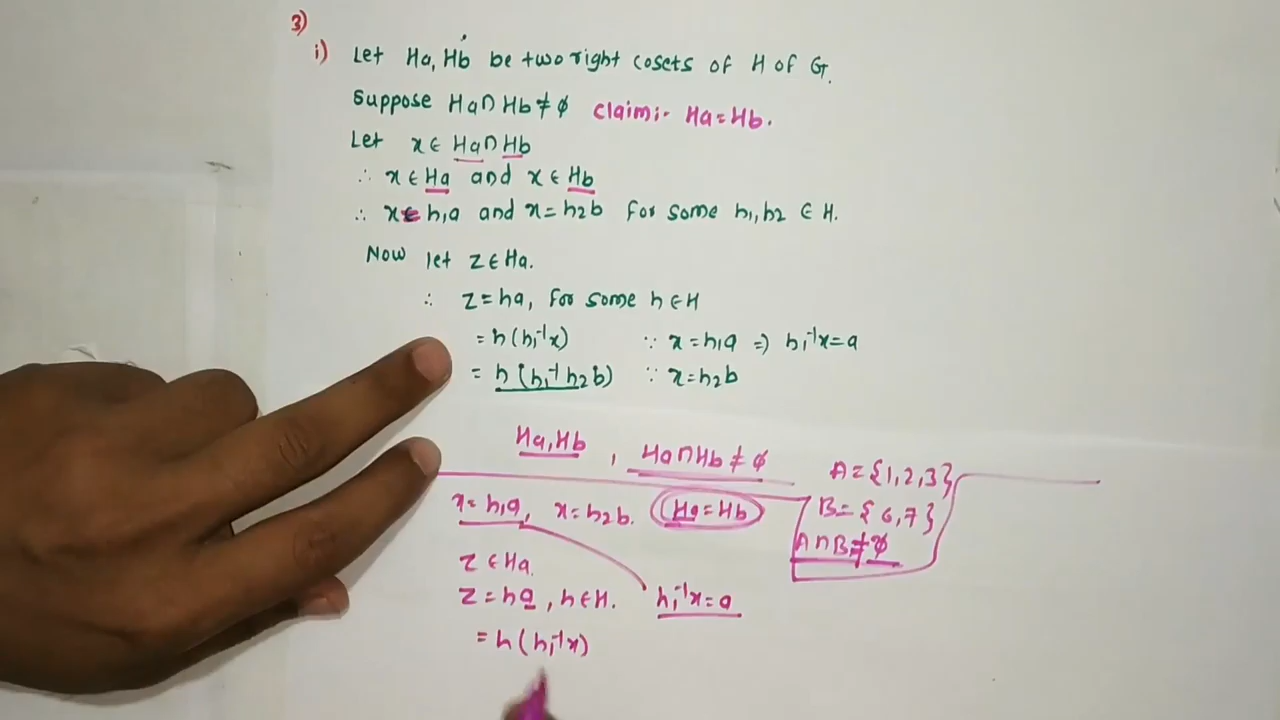 3)
i) Let Ha, Hb be two right cosets of H of G.
Suppose Ha∩Hb≠ϕ claim:- Ha=Hb.
Let x∈Ha∩Hb
∴ x∈Ha and x∈Hb
∴ x∈h₁a and x=h₂b for some h₁,h₂ ∈ H.
Now let z∈Ha.
∴ z=ha, for some h∈H
=h(h₁⁻¹x) ∵ x=h₁a ⇒ h₁⁻¹x=a
= h(h₁⁻¹h₂b) ∵ x=h₂b
Ha,Hb , Ha∩Hb≠ϕ
A={1,2,3}
x=h₁a, x=h₂b. Ha=Hb
B={6,7}
A∩B≠ϕ
z∈Ha.
z=ha, h∈H. h₁⁻¹x=a
=h(h₁⁻¹x)